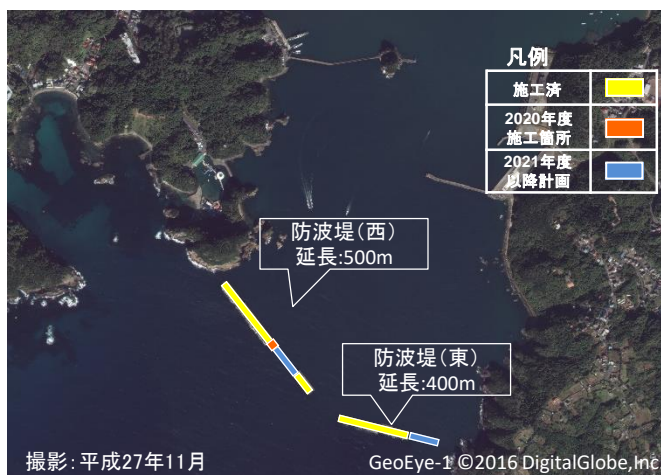 凡例
施工済
2020年度
施工箇所
2021年度
以降計画
防波堤(西)
延長:500m
防波堤(東)
延長:400m
撮影:平成27年11月
GeoEye-1 ©2016 DigitalGlobe,Inc